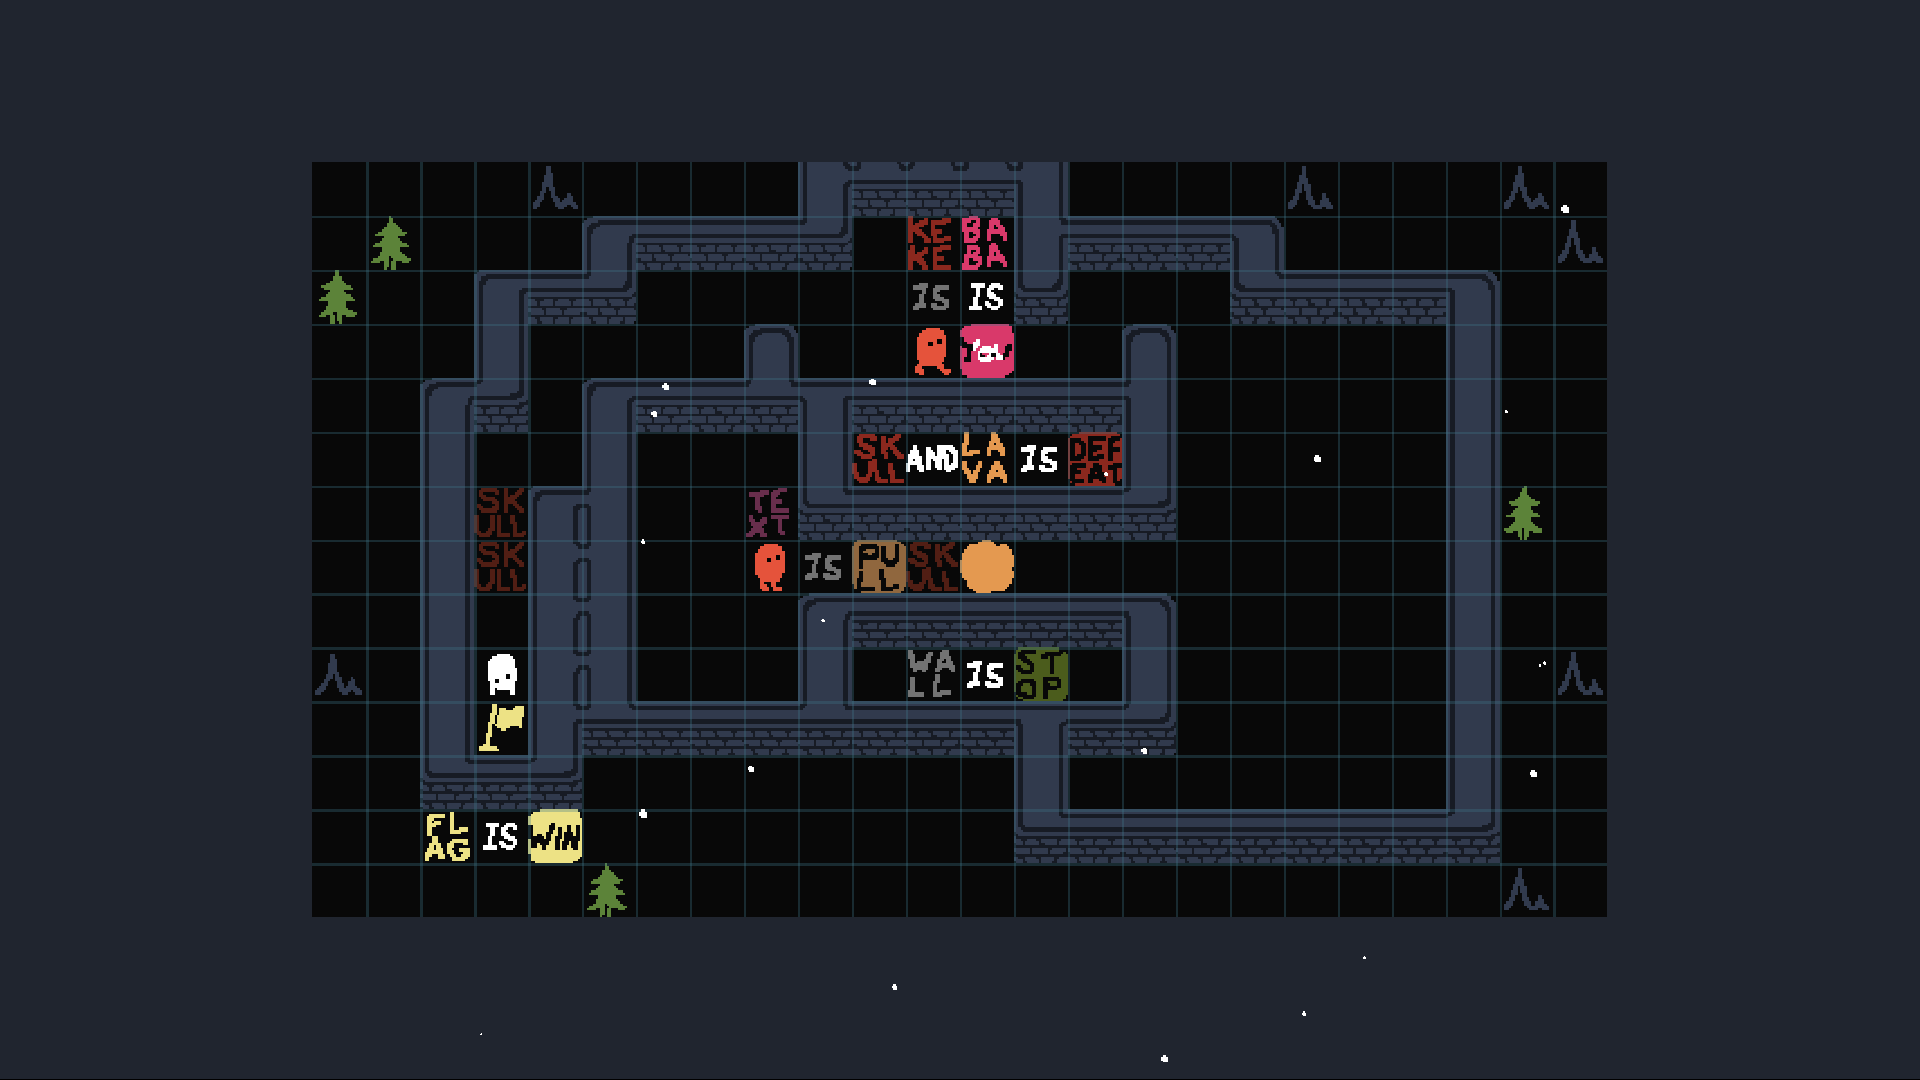 KEKE BABA
IS IS
YOU
SKULL AND LAVA IS DEFEAT
SKULL TEXT
SKULL IS PULL SKULL
WALL IS STOP
FLAG IS WIN